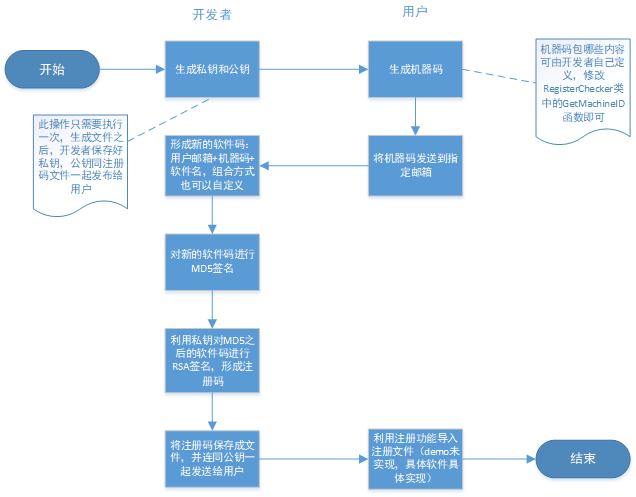 开发者
用户
开始
生成私钥和公钥
生成机器码
机器码包哪些内容
可由开发者自己定
义，修改
RegisterChecker类
中的GetMachineID
函数即可
此操作只需要执行
一次，生成文件之
后，开发者保存好
私钥，公钥同注册
码文件一起发布给
用户
形成新的软件码：
用户邮箱+机器码+
软件名，组合方式
也可以自定义
将机器码发送到指
定邮箱
对新的软件码进行
MD5签名
利用私钥对MD5之
后的软件码进行
RSA签名，形成注
册码
将注册码保存成文
件，并连同公钥一
起发送给用户
利用注册功能导入
注册文件（demo未
实现，具体软件具
体实现）
结束